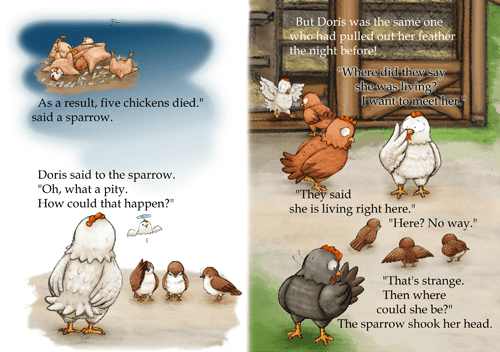 As a result, five chickens died."
said a sparrow.
Doris said to the sparrow.
"Oh, what a pity.
How could that happen?"
But Doris was the same one
who had pulled out her feather
the night before!
"Where did they say
she was living?
I want to meet her."
"They said
she is living right here."
"Here? No way."
"That's strange.
Then where
could she be?"
The sparrow shook her head.